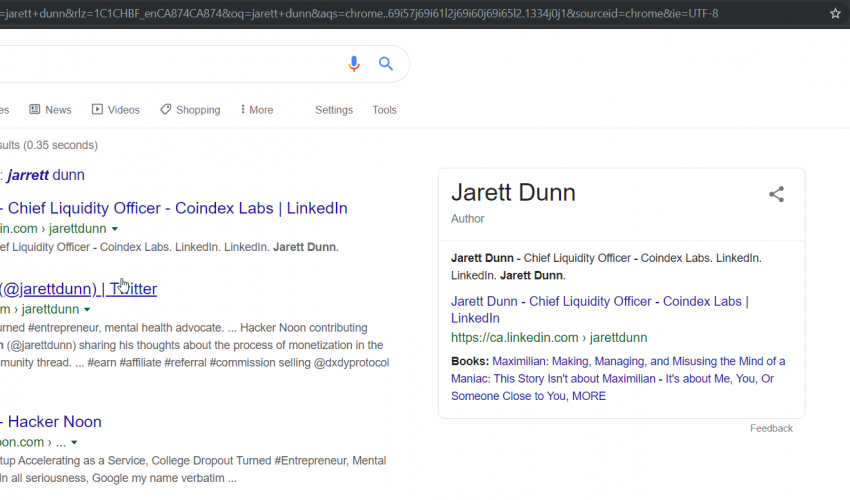 =jarett+dunn&rlz=1C1CHBF_enCA874CA874&oq=jarett+dunn&aqs=chrome..69i57j69i61l2j69i60j69i65l2.1334j0j1&sourceid=chrome&ie=UTF-8
es News Videos Shopping More Settings Tools
sults (0.35 seconds)
: jarrett dunn
- Chief Liquidity Officer - Coindex Labs | LinkedIn
in.com › jarettdunn
ef Liquidity Officer - Coindex Labs. LinkedIn. LinkedIn. Jarett Dunn.
(@jarettdunn) | Twitter
om › jarettdunn
urned #entrepreneur, mental health advocate. ... Hacker Noon contributing
n (@jarettdunn) sharing his thoughts about the process of monetization in the
munity thread. ... #earn #affiliate #referral #commission selling @dxdyprotocol
- Hacker Noon
oon.com › ...
tup Accelerating as a Service, College Dropout Turned #Entrepreneur, Mental
In all seriousness, Google my name verbatim ...
Jarett Dunn
Author
Jarett Dunn - Chief Liquidity Officer - Coindex Labs. LinkedIn.
LinkedIn. Jarett Dunn.
Jarett Dunn - Chief Liquidity Officer - Coindex Labs |
LinkedIn
https://ca.linkedin.com › jarettdunn
Books: Maximilian: Making, Managing, and Misusing the Mind of a
Maniac: This Story Isn't about Maximilian - It's about Me, You, Or
Someone Close to You, MORE
Feedback